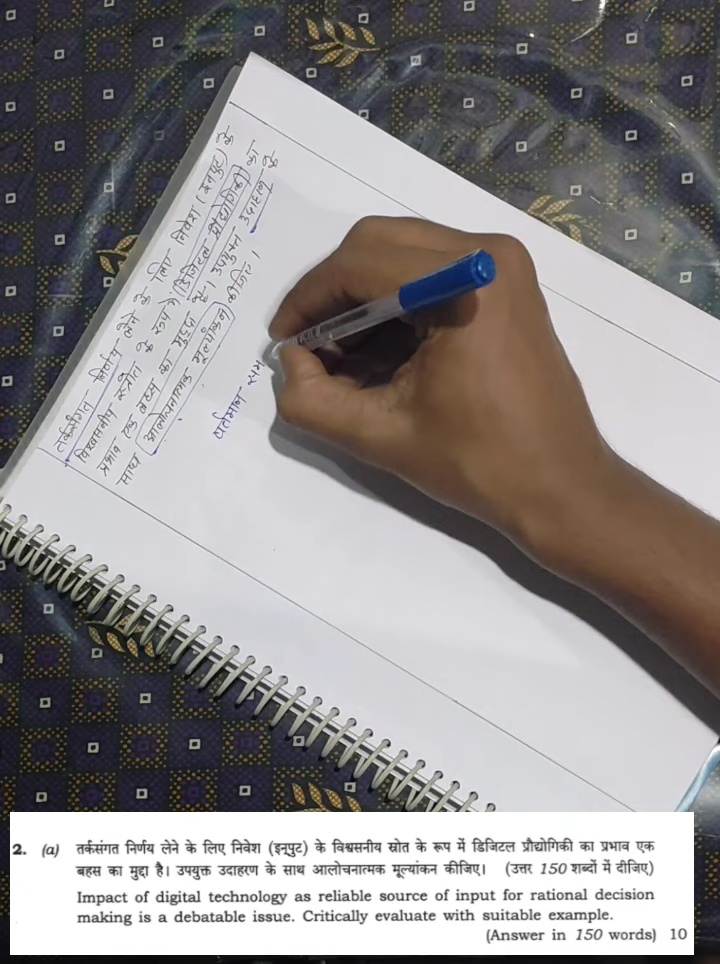 तर्कसंगत निर्णय लेने के लिए निवेश (इनपुट) के
विश्वसनीय स्त्रोत के रूप में डिजिटल प्रौद्योगिकी का
प्रभाव एक बहस का मुद्दा है। उपयुक्त उदाहरण के
साथ आलोचनात्मक मूल्यांकन कीजिए।
वर्तमान सम
2. (a) तर्कसंगत निर्णय लेने के लिए निवेश (इनपुट) के विश्वसनीय स्रोत के रूप में डिजिटल प्रौद्योगिकी का प्रभाव एक
बहस का मुद्दा है। उपयुक्त उदाहरण के साथ आलोचनात्मक मूल्यांकन कीजिए। (उत्तर 150 शब्दों में दीजिए)
Impact of digital technology as reliable source of input for rational decision
making is a debatable issue. Critically evaluate with suitable example.
(Answer in 150 words) 10